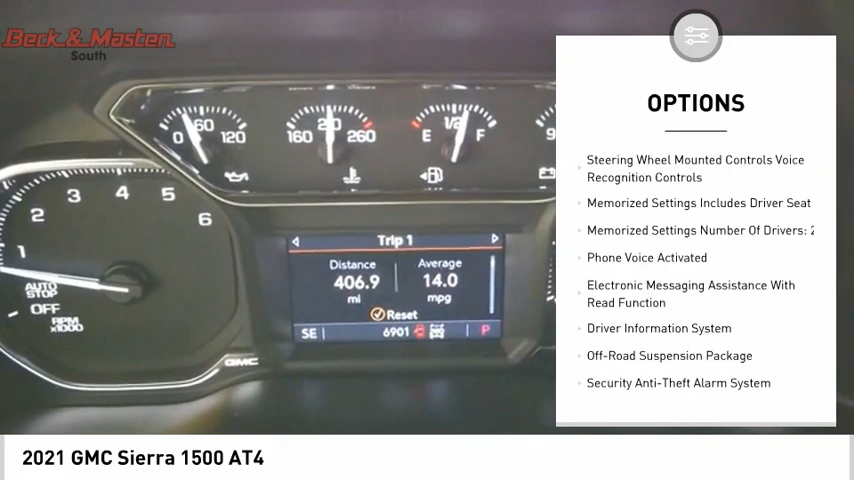 Beck & Masten
South
0 60 120
160 210 260
E 1/2 F
9
1 2 3 4 5 6
AUTO STOP
OFF
RPM
x1000
Trip 1
Distance
406.9
mi
Average
14.0
mpg
Reset
SE
6901
P
GMC
OPTIONS
Steering Wheel Mounted Controls Voice
Recognition Controls
Memorized Settings Includes Driver Seat
Memorized Settings Number Of Drivers: 2
Phone Voice Activated
Electronic Messaging Assistance With
Read Function
Driver Information System
Off-Road Suspension Package
Security Anti-Theft Alarm System
2021 GMC Sierra 1500 AT4